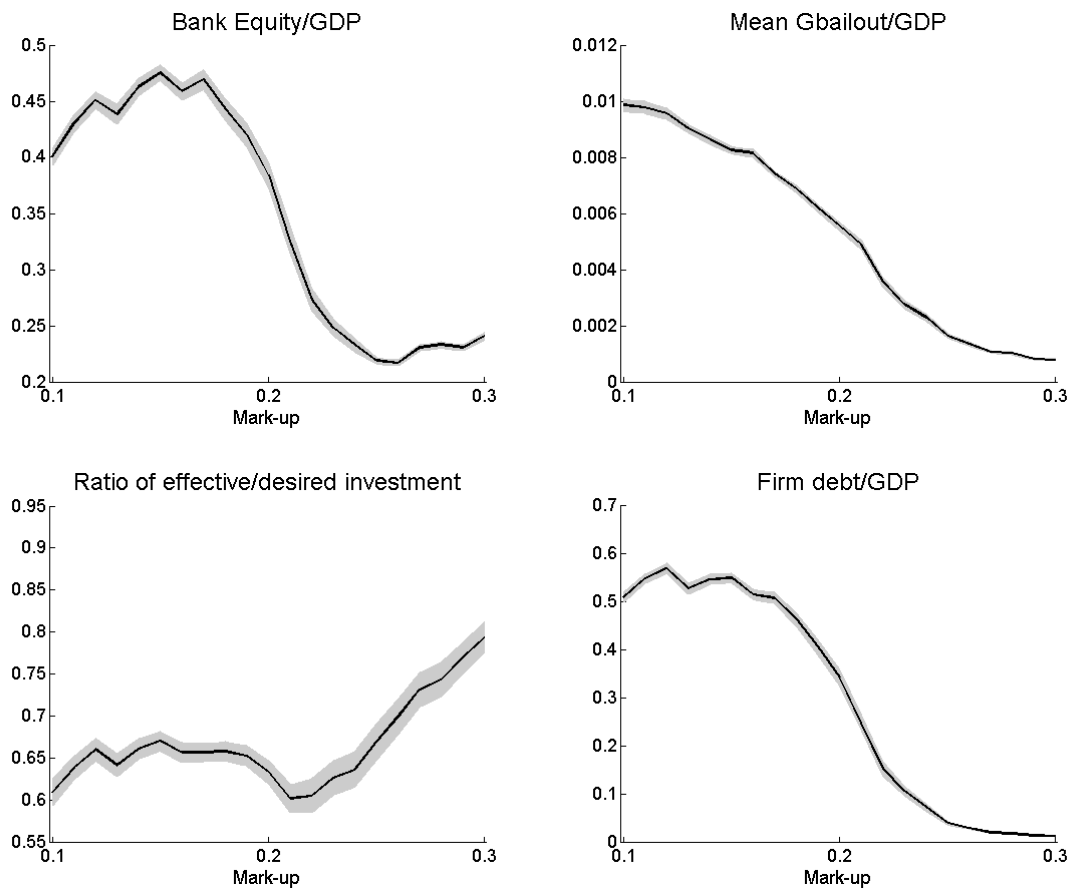 Bank Equity/GDP
0.5
0.45
0.4
0.35
0.3
0.25
0.2
0.1 0.2 0.3
Mark-up
Mean Gbailout/GDP
0.012
0.01
0.008
0.006
0.004
0.002
0
0.1 0.2 0.3
Mark-up
Ratio of effective/desired investment
0.95
0.9
0.85
0.8
0.75
0.7
0.65
0.6
0.55
0.1 0.2 0.3
Mark-up
Firm debt/GDP
0.7
0.6
0.5
0.4
0.3
0.2
0.1
0
0.1 0.2 0.3
Mark-up